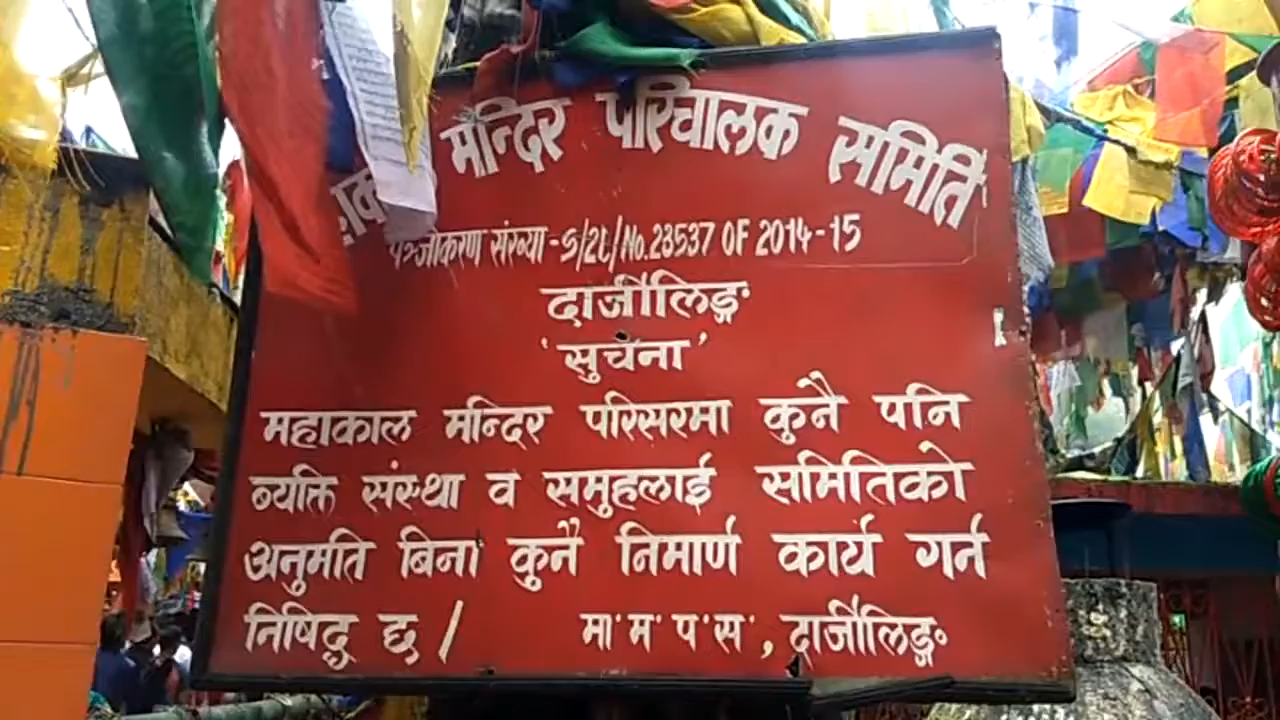 मन्दिर परिचालक समिति
पञ्जीकरण संख्या - S/2L/No.23537 OF 2014-15
दार्जीलिङ्ग
'सुचना'
महाकाल मन्दिर परिसरमा कुनै पनि
ब्यक्ति संस्था व समुहलाई समितिको
अनुमति बिना कुनै निमार्ण कार्य गर्न
निषिद्ध छ /
मा॰म॰प॰स॰, दार्जीलिङ्ग॰